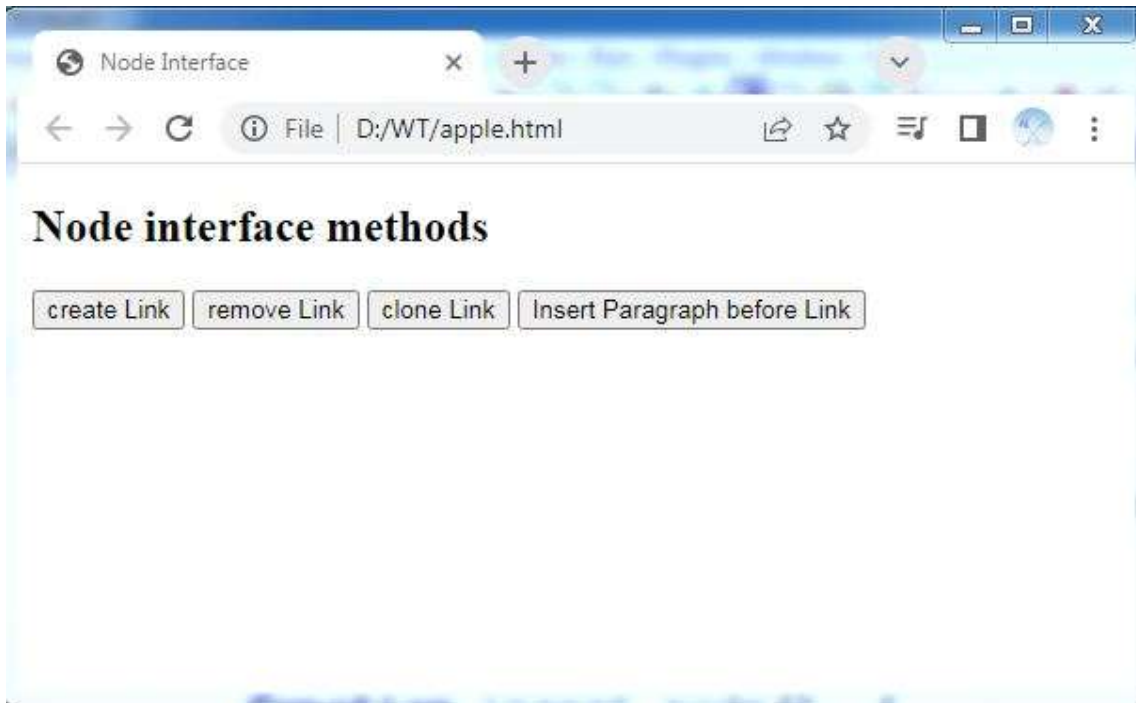 Node Interface
File | D:/WT/apple.html
Node interface methods
create Link remove Link clone Link Insert Paragraph before Link